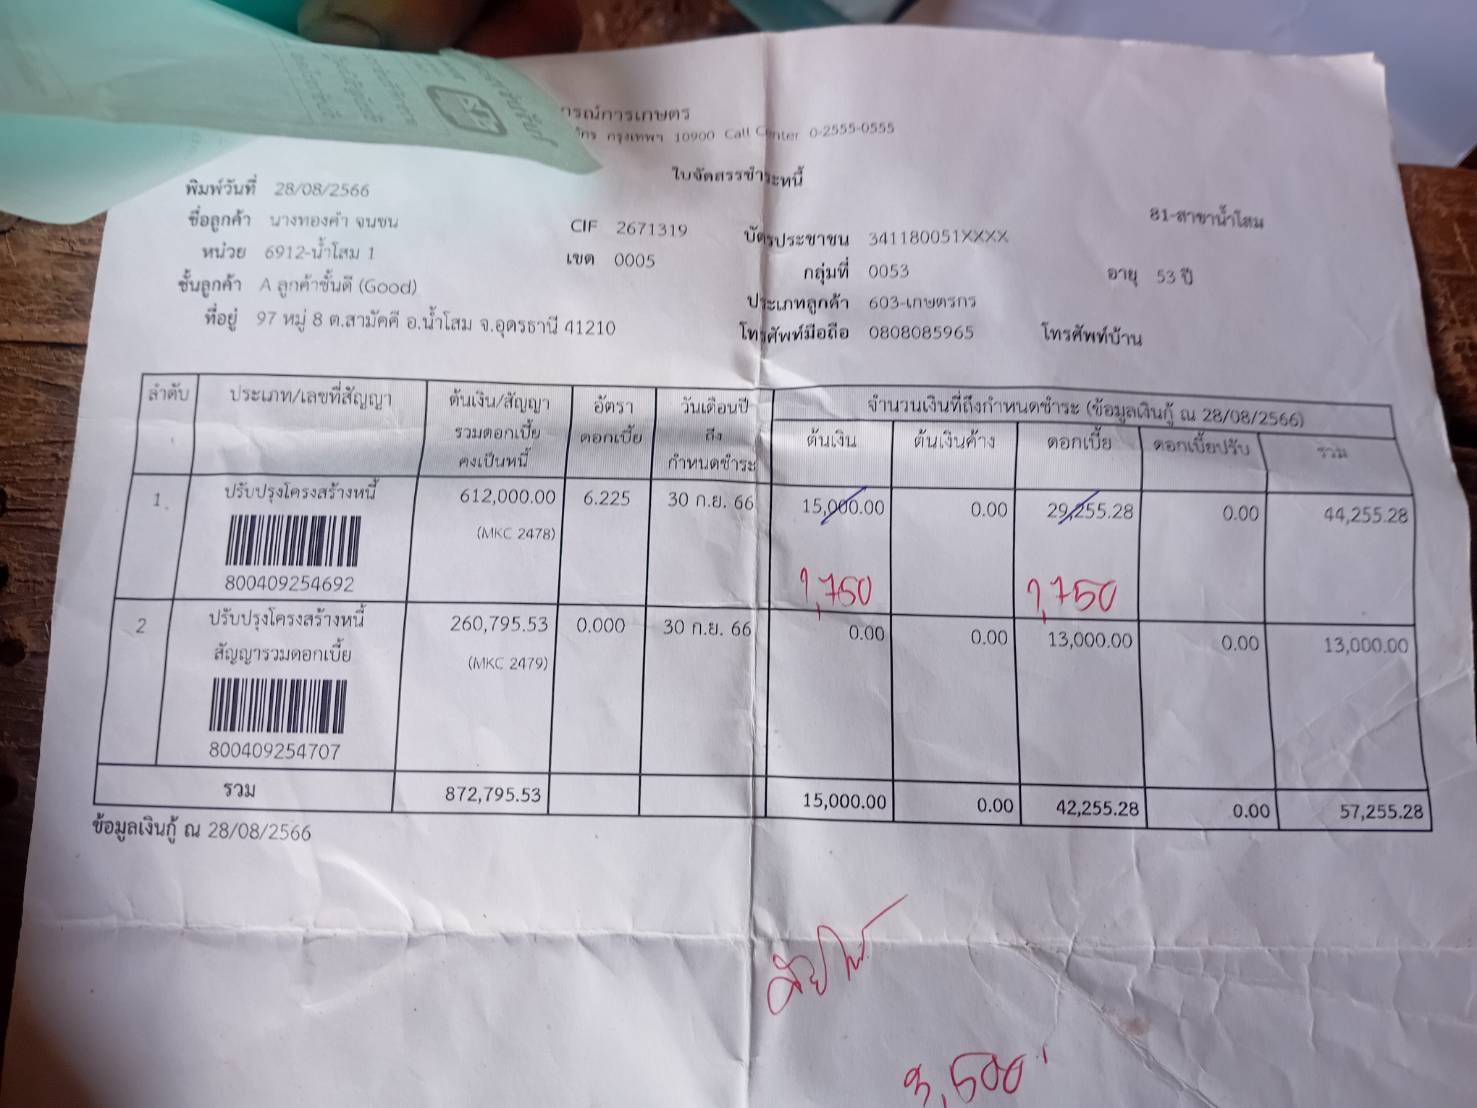 รณ์การเกษตร
กรุงเทพฯ 10900 Call Center 0-2555-0555
ใบจัดสรรชำระหนี้
พิมพ์วันที่ 28/08/2566
81-สาขาน้ำโสม
ชื่อลูกค้า นางทองคำ จนขน CIF 2671319 บัตรประชาชน 341180051XXXX
หน่วย 6912-น้ำโสม 1 เขต 0005 กลุ่มที่ 0053 อายุ 53 ปี
ชั้นลูกค้า A ลูกค้าชั้นดี (Good) ประเภทลูกค้า 603-เกษตรกร
ที่อยู่ 97 หมู่ 8 ต.สามัคคี อ.น้ำโสม จ.อุดรธานี 41210 โทรศัพท์มือถือ 0808085965 โทรศัพท์บ้าน
ลำดับ ประเภท/เลขที่สัญญา ต้นเงิน/สัญญา อัตรา วันเดือนปี จำนวนเงินที่ถึงกำหนดชำระ (ข้อมูลเงินกู้ ณ 28/08/2566)
รวมดอกเบี้ย ดอกเบี้ย ถึง ต้นเงิน ต้นเงินค้าง ดอกเบี้ย ดอกเบี้ยปรับ รวม
คงเป็นหนี้ กำหนดชำระ
1 ปรับปรุงโครงสร้างหนี้ 612,000.00 6.225 30 ก.ย. 66 15,000.00 0.00 29,255.28 0.00 44,255.28
(MKC 2478)
800409254692 1,750 1,750
2 ปรับปรุงโครงสร้างหนี้ 260,795.53 0.000 30 ก.ย. 66 0.00 0.00 13,000.00 0.00 13,000.00
สัญญารวมดอกเบี้ย (MKC 2479)
800409254707
รวม 872,795.53 15,000.00 0.00 42,255.28 0.00 57,255.28
ข้อมูลเงินกู้ ณ 28/08/2566
3,500